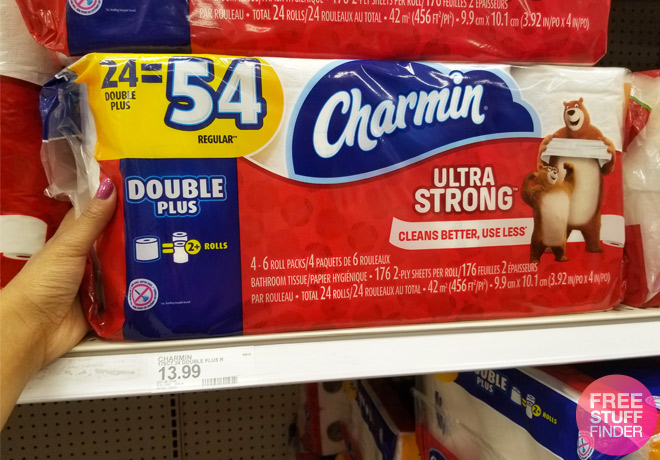 176 2-PLY SHEETS PER ROLL/176 FEUILLES 2 ÉPAISSEURS
• TOTAL 24 ROLLS/24 ROULEAUX AU TOTAL • 42 m² (456 FT²/PI²) • 9.9 cm X 10.1 cm (3.92 IN/PO X 4 IN/PO)
24 = 54
DOUBLE PLUS
REGULAR
Charmin
ULTRA
STRONG™
CLEANS BETTER, USE LESS*
DOUBLE
PLUS
= 2+ ROLLS
4 - 6 ROLL PACKS/4 PAQUETS DE 6 ROULEAUX
BATHROOM TISSUE/PAPIER HYGIÉNIQUE • 176 2-PLY SHEETS PER ROLL/176 FEUILLES 2 ÉPAISSEURS
PAR ROULEAU • TOTAL 24 ROLLS/24 ROULEAUX AU TOTAL • 42 m² (456 FT²/PI²) • 9.9 cm X 10.1 cm (3.92 IN/PO X 4 IN/PO)
CHARMIN
24 DOUBLE PLUS R
13.99
DOUBLE
PLUS
2+
FREE
STUFF
FINDER